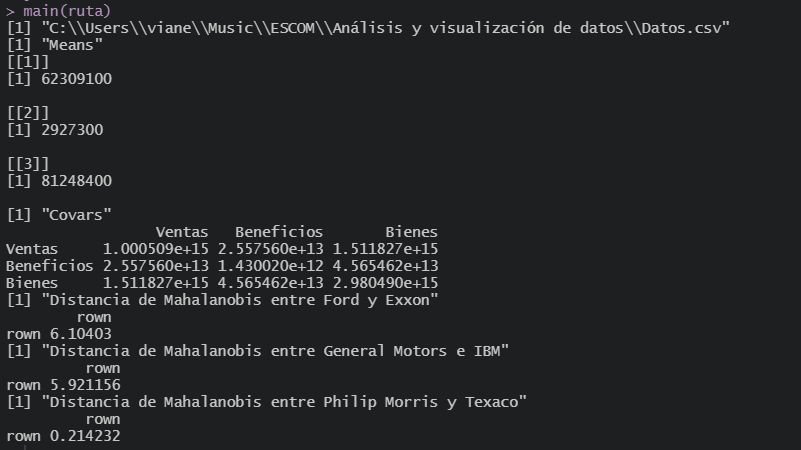 > main(ruta)
[1] "C:\\Users\\viane\\Music\\ESCOM\\Análisis y visualización de datos\\Datos.csv"
[1] "Means"
[[1]]
[1] 62309100
[[2]]
[1] 2927300
[[3]]
[1] 81248400
[1] "Covars"
Ventas Beneficios Bienes
Ventas 1.000509e+15 2.557560e+13 1.511827e+15
Beneficios 2.557560e+13 1.430020e+12 4.565462e+13
Bienes 1.511827e+15 4.565462e+13 2.980490e+15
[1] "Distancia de Mahalanobis entre Ford y Exxon"
rown
rown 6.10403
[1] "Distancia de Mahalanobis entre General Motors e IBM"
rown
rown 5.921156
[1] "Distancia de Mahalanobis entre Philip Morris y Texaco"
rown
rown 0.214232